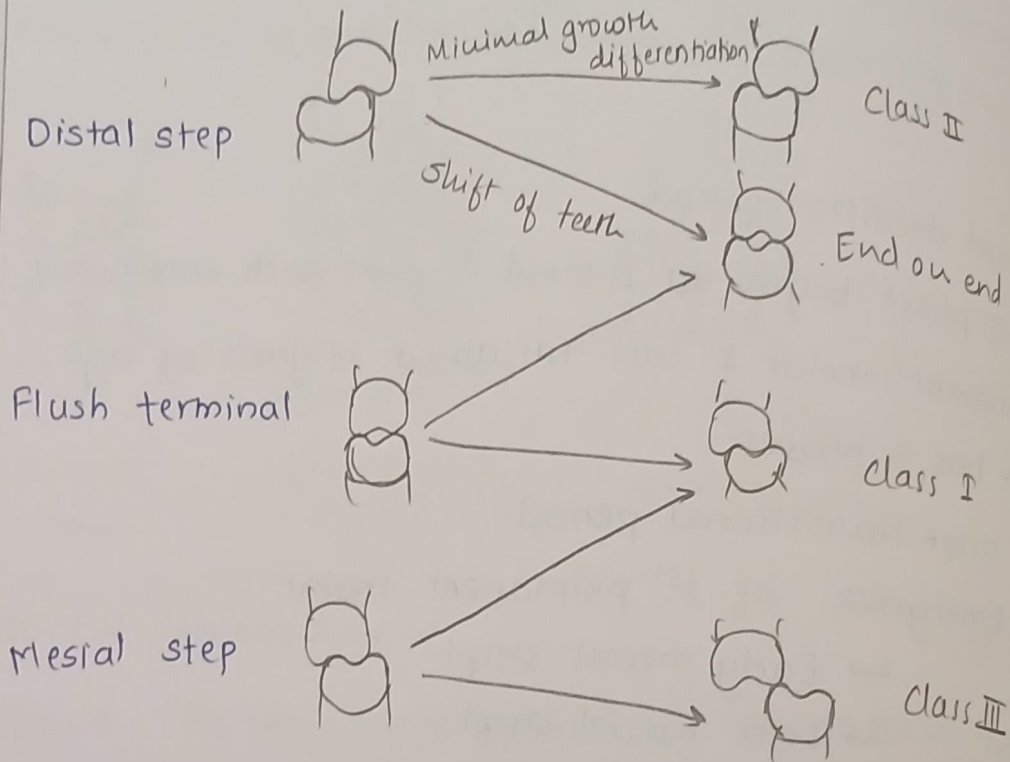 Minimal growth
differentiation
Class II
Distal step
Shift of teeth
End on end
Flush terminal
Class I
Mesial step
Class III